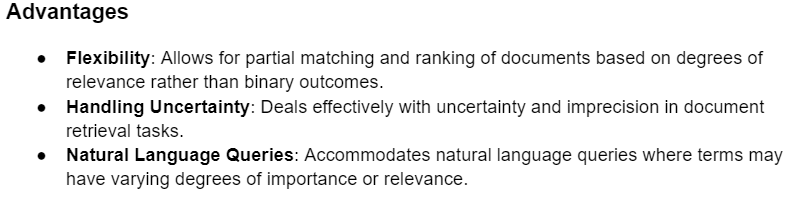 Advantages
● Flexibility: Allows for partial matching and ranking of documents based on degrees of
relevance rather than binary outcomes.
● Handling Uncertainty: Deals effectively with uncertainty and imprecision in document
retrieval tasks.
● Natural Language Queries: Accommodates natural language queries where terms may
have varying degrees of importance or relevance.